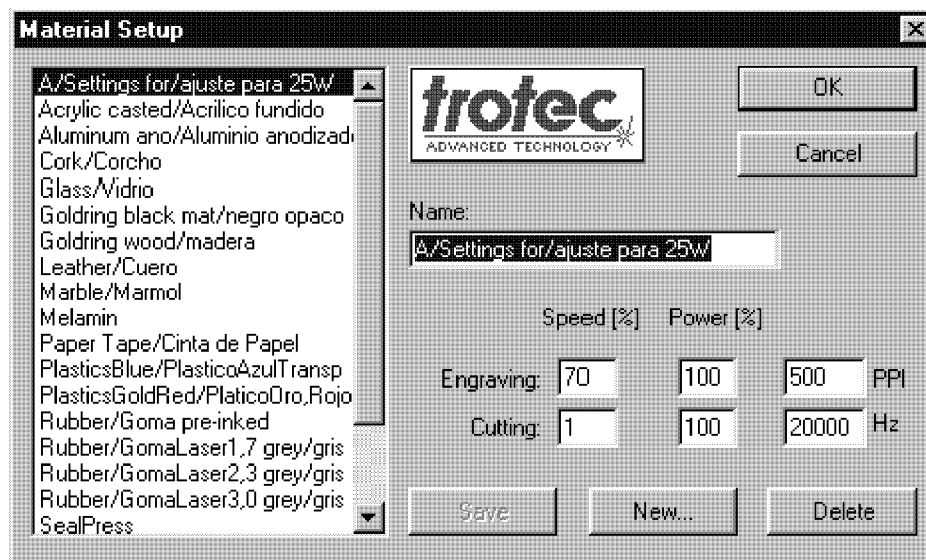 Material Setup
A/Settings for/ajuste para 25W
Acrylic casted/Acrilico fundido
Aluminum ano/Aluminio anodizad
Cork/Corcho
Glass/Vidrio
Goldring black mat/negro opaco
Goldring wood/madera
Leather/Cuero
Marble/Marmol
Melamin
Paper Tape/Cinta de Papel
PlasticsBlue/PlasticoAzulTransp
PlasticsGoldRed/PlaticoOro,Rojo
Rubber/Goma pre-inked
Rubber/GomaLaser1,7 grey/gris
Rubber/GomaLaser2,3 grey/gris
Rubber/GomaLaser3,0 grey/gris
SealPress
trotec
ADVANCED TECHNOLOGY
OK
Cancel
Name:
A/Settings for/ajuste para 25W
Speed [%] Power [%]
Engraving: 70 100 500 PPI
Cutting: 1 100 20000 Hz
Save New... Delete